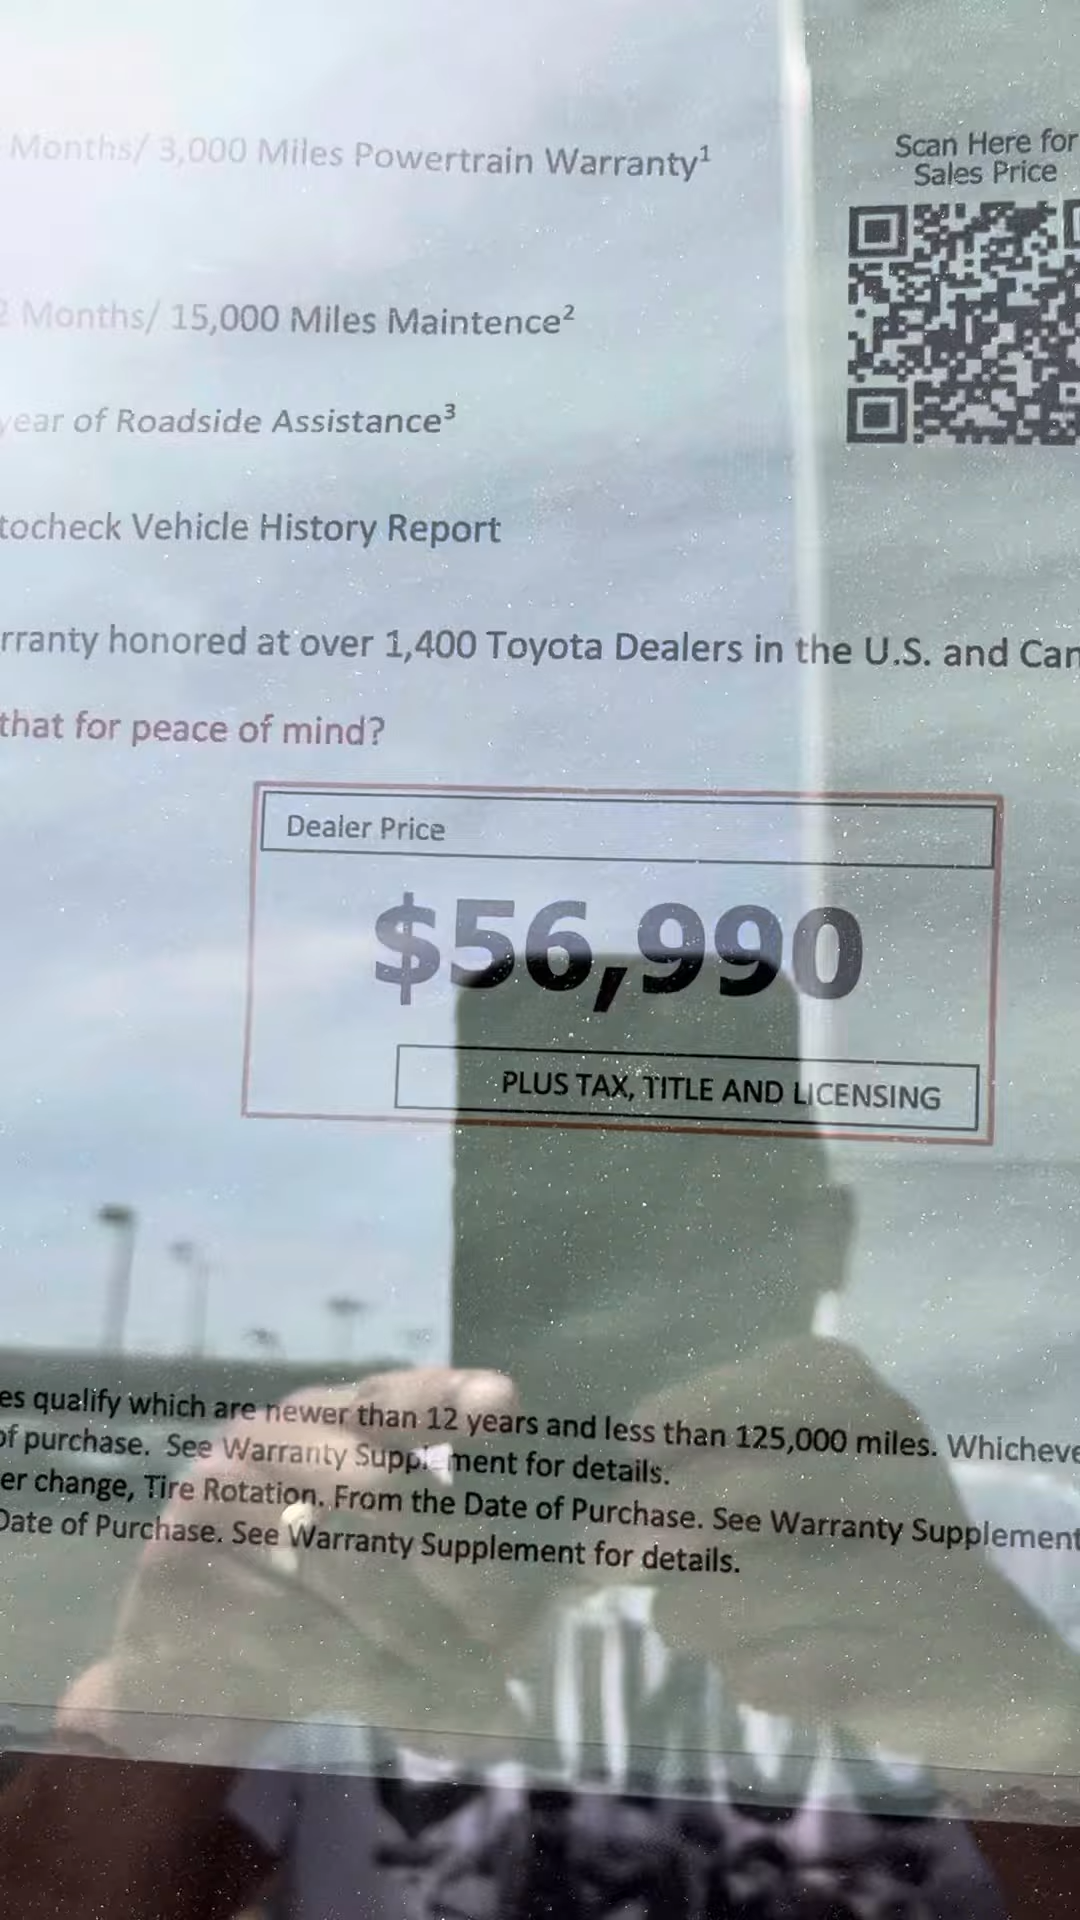 Months/ 3,000 Miles Powertrain Warranty¹
Scan Here for
Sales Price
2 Months/ 15,000 Miles Maintence²
year of Roadside Assistance³
tocheck Vehicle History Report
rranty honored at over 1,400 Toyota Dealers in the U.S. and Can
that for peace of mind?
Dealer Price
$56,990
PLUS TAX, TITLE AND LICENSING
es qualify which are newer than 12 years and less than 125,000 miles. Whicheve
of purchase. See Warranty Supplement for details.
er change, Tire Rotation. From the Date of Purchase. See Warranty Supplement
Date of Purchase. See Warranty Supplement for details.